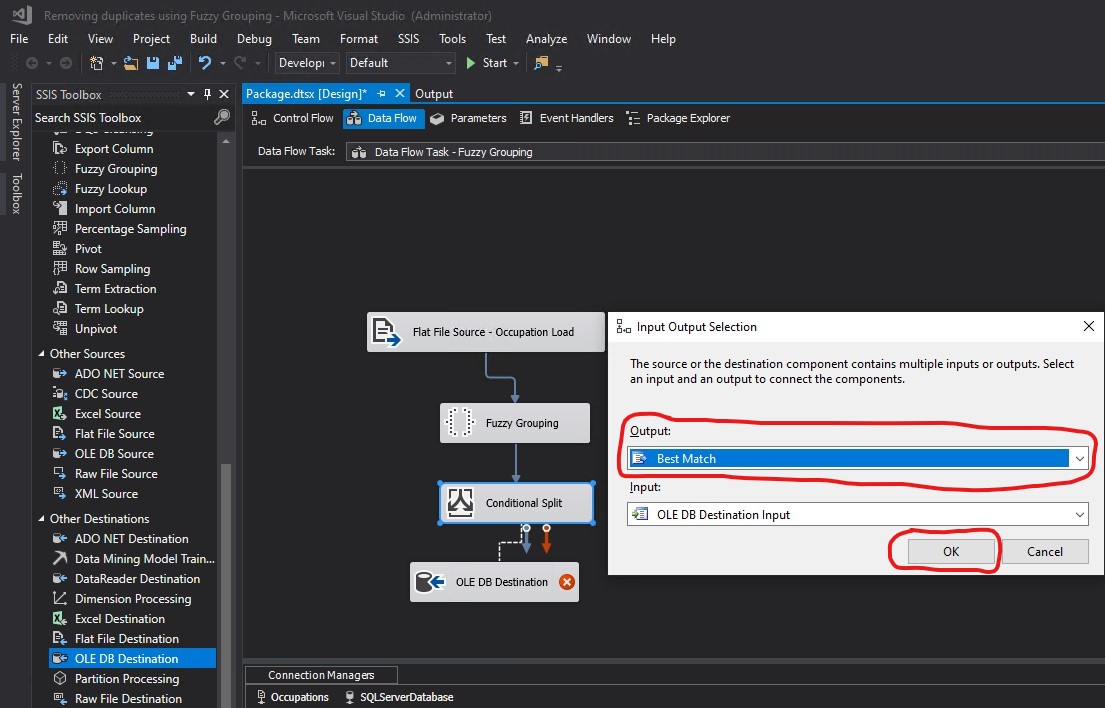 Removing duplicates using Fuzzy Grouping - Microsoft Visual Studio (Administrator)
File Edit View Project Build Debug Team Format SSIS Tools Test Analyze Window Help
Developi Default Start
Server Explorer
Toolbox
SSIS Toolbox
Search SSIS Toolbox
Export Column
Fuzzy Grouping
Fuzzy Lookup
Import Column
Percentage Sampling
Pivot
Row Sampling
Term Extraction
Term Lookup
Unpivot
Other Sources
ADO NET Source
CDC Source
Excel Source
Flat File Source
OLE DB Source
Raw File Source
XML Source
Other Destinations
ADO NET Destination
Data Mining Model Train...
DataReader Destination
Dimension Processing
Excel Destination
Flat File Destination
OLE DB Destination
Partition Processing
Raw File Destination
Package.dtsx [Design]* Output
Control Flow Data Flow Parameters Event Handlers Package Explorer
Data Flow Task: Data Flow Task - Fuzzy Grouping
Flat File Source - Occupation Load
Fuzzy Grouping
Conditional Split
OLE DB Destination
Input Output Selection
The source or the destination component contains multiple inputs or outputs. Select
an input and an output to connect the components.
Output:
Best Match
Input:
OLE DB Destination Input
OK Cancel
Connection Managers
Occupations SQLServerDatabase